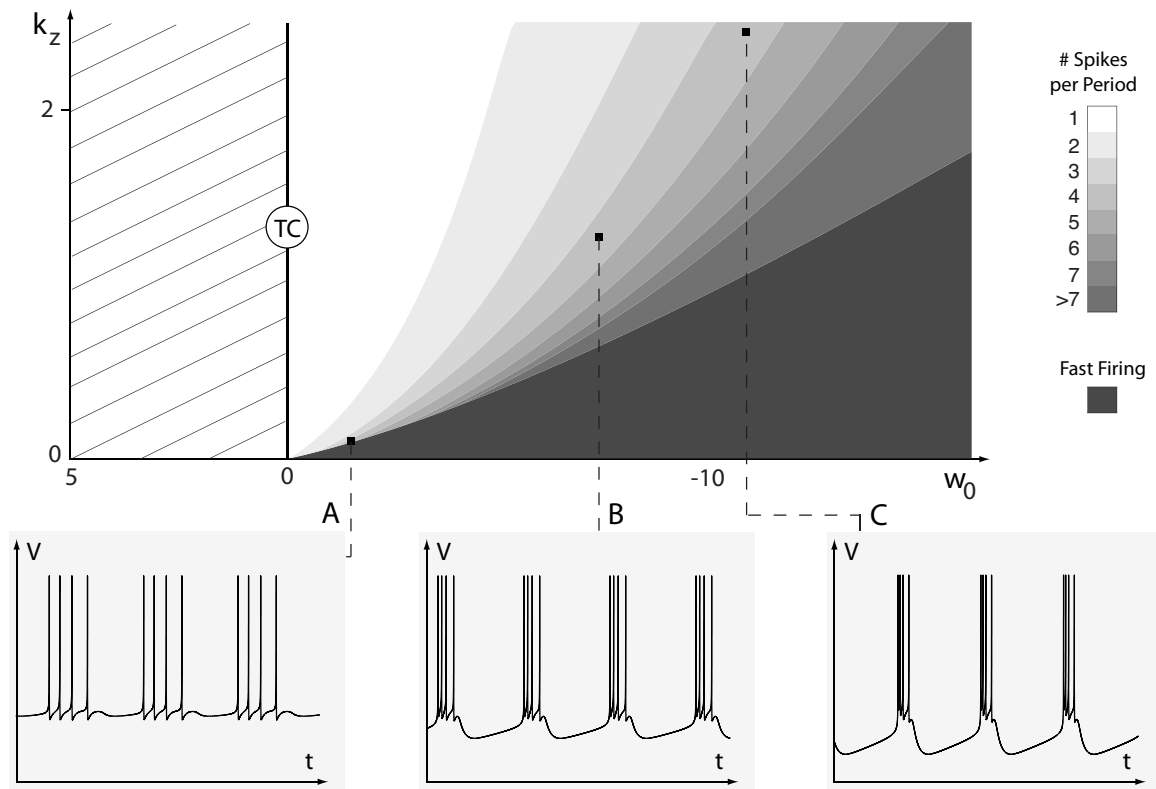 k_z
2
0
TC
5
0
-10
w_0
# Spikes
per Period
1
2
3
4
5
6
7
>7
Fast Firing
A
B
C
V
t
V
t
V
t